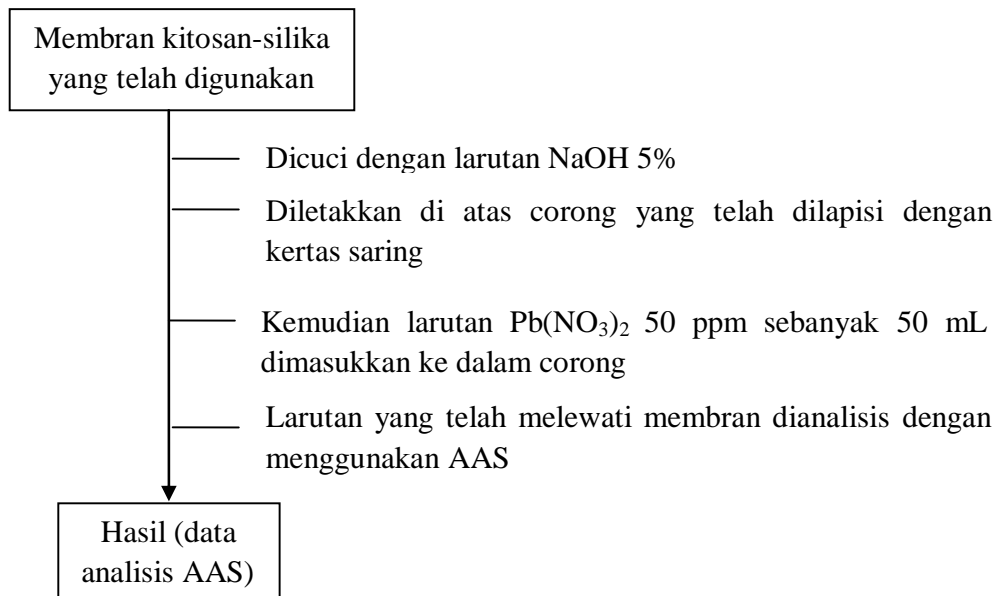 Membran kitosan-silika
yang telah digunakan
Dicuci dengan larutan NaOH 5%
Diletakkan di atas corong yang telah dilapisi dengan
kertas saring
Kemudian larutan Pb(NO₃)₂ 50 ppm sebanyak 50 mL
dimasukkan ke dalam corong
Larutan yang telah melewati membran dianalisis dengan
menggunakan AAS
Hasil (data
analisis AAS)